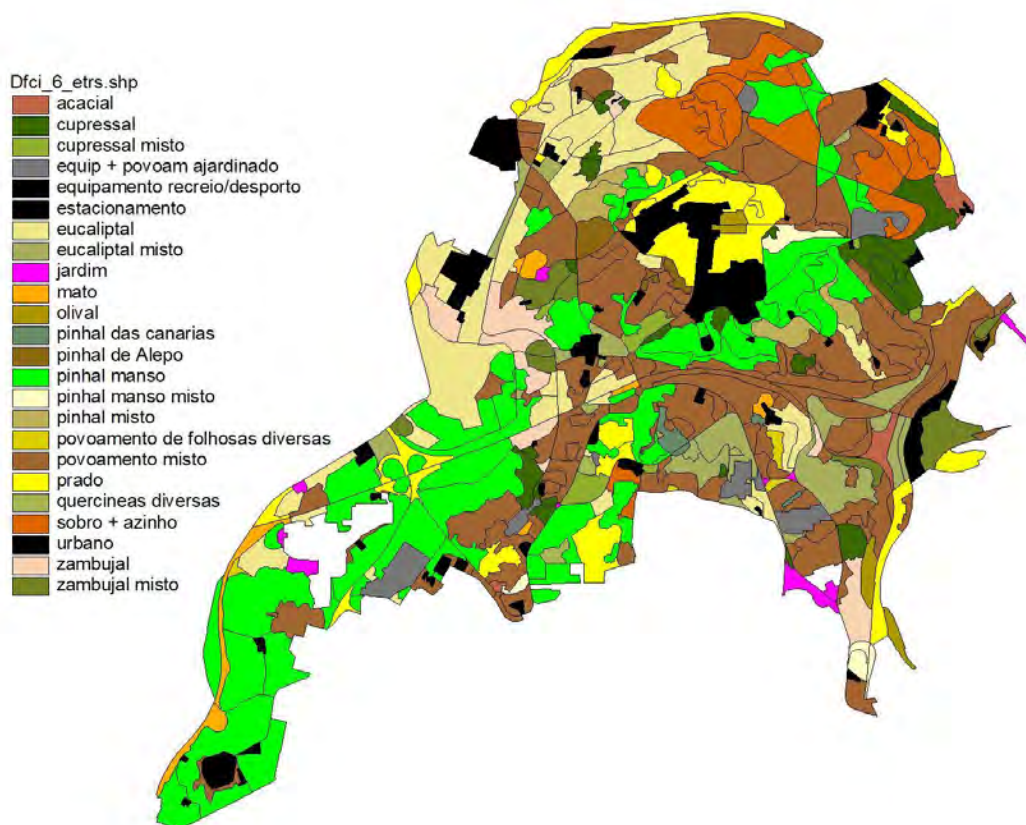 Dfci_6_etrs.shp
acacial
cupressal
cupressal misto
equip + povoam ajardinado
equipamento recreio/desporto
estacionamento
eucaliptal
eucaliptal misto
jardim
mato
olival
pinhal das canarias
pinhal de Alepo
pinhal manso
pinhal manso misto
pinhal misto
povoamento de folhosas diversas
povoamento misto
prado
quercineas diversas
sobro + azinho
urbano
zambujal
zambujal misto